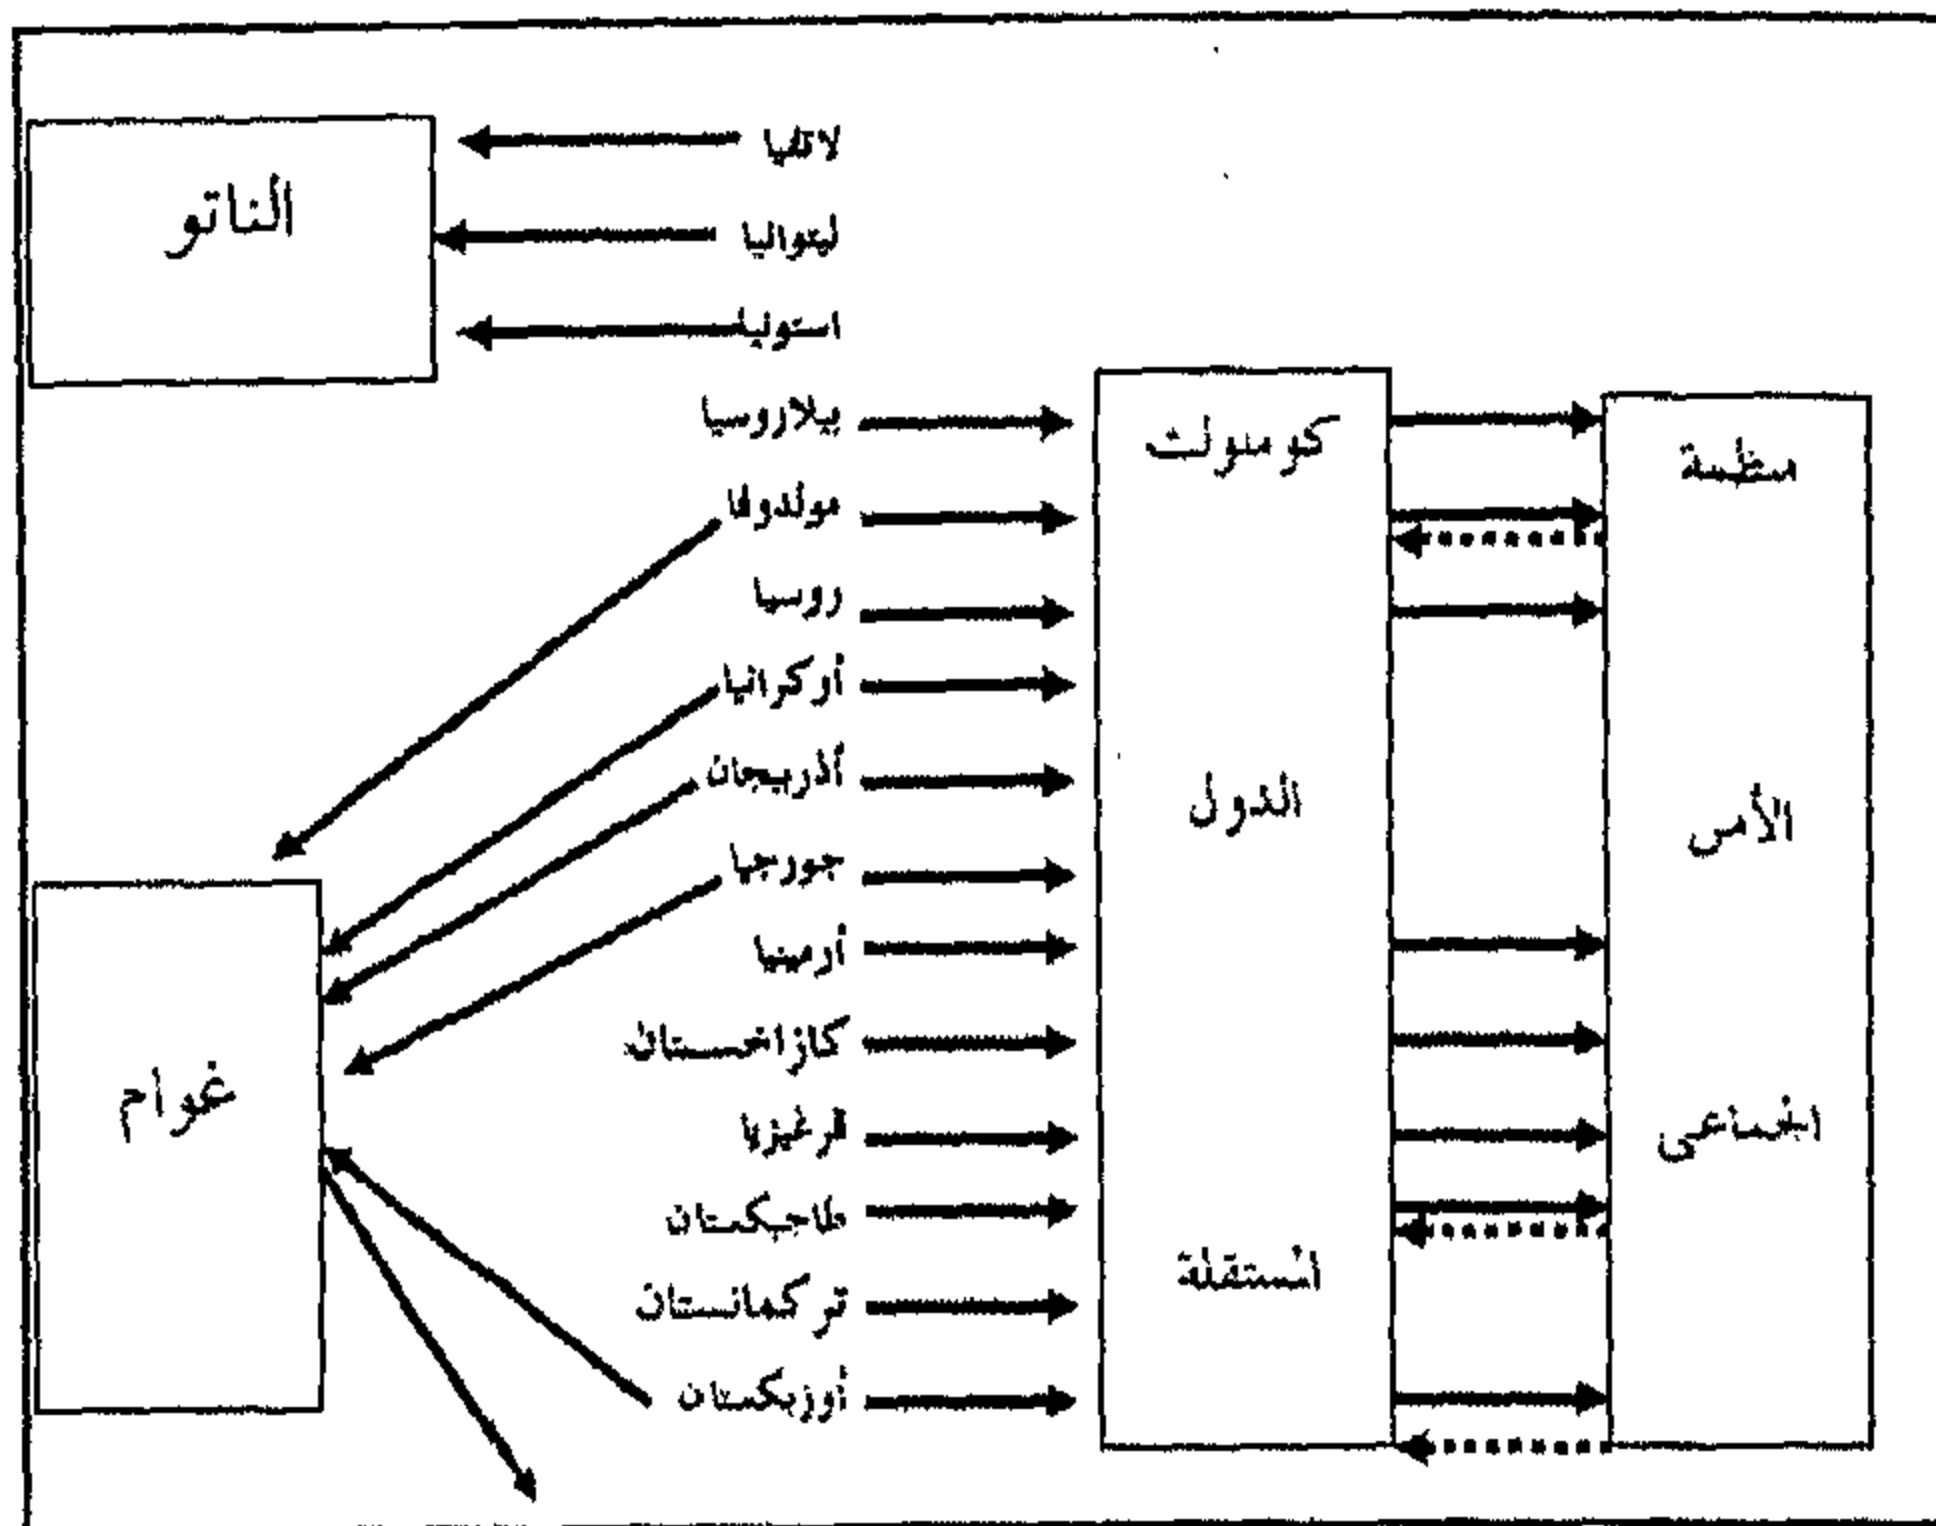 الناتو
لاتفيا
ليتوانيا
استونيا
بيلاروسيا
مولدوفا
روسيا
أوكرانيا
أذربيجان
جورجيا
أرمينيا
كازاخستان
قرغيزيا
طاجيكستان
تركمانستان
أوزبكستان
غوام
كومنولث
الدول
المستقلة
منظمة
الأمن
الجماعى